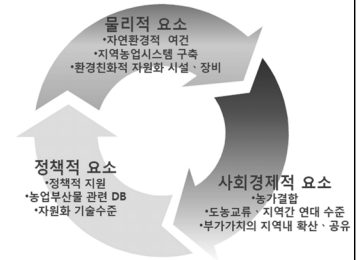 물리적 요소
•자연환경적 여건
•지역농업시스템 구축
•환경친화적 자원화 시설、장비
정책적 요소
•정책적 지원
•농업부산물 관련 DB
•자원화 기술수준
사회경제적 요소
•농가결합
•도농교류、지역간 연대 수준
•부가가치의 지역내 확산、공유